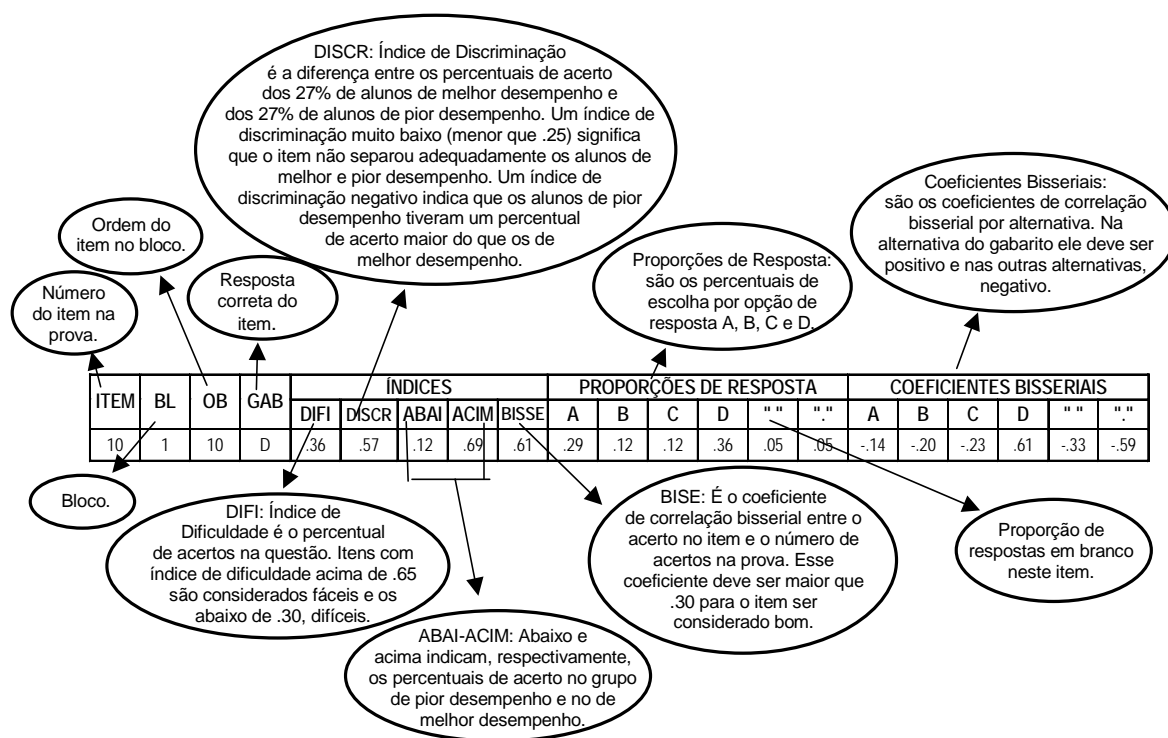 DISCR: Índice de Discriminação
é a diferença entre os percentuais de acerto
dos 27% de alunos de melhor desempenho e
dos 27% de alunos de pior desempenho. Um índice de
discriminação muito baixo (menor que .25) significa
que o item não separou adequadamente os alunos de
melhor e pior desempenho. Um índice de
discriminação negativo indica que os alunos de pior
desempenho tiveram um percentual
de acerto maior do que os de
melhor desempenho.
Coeficientes Bisseriais:
são os coeficientes de correlação
bisserial por alternativa. Na
alternativa do gabarito ele deve ser
positivo e nas outras alternativas,
negativo.
Ordem do
item no bloco.
Proporções de Resposta:
são os percentuais de
escolha por opção de
resposta A, B, C e D.
Resposta
correta do
item.
Número
do item na
prova.
ITEM BL OB GAB ÍNDICES PROPORÇÕES DE RESPOSTA COEFICIENTES BISSERIAIS
DIFI DISCR ABAI ACIM BISSE A B C D " " "." A B C D " " "."
10 1 10 D .36 .57 .12 .69 .61 .29 .12 .12 .36 .05 .05 -.14 -.20 -.23 .61 -.33 -.59
Bloco.
DIFI: Índice de
Dificuldade é o percentual
de acertos na questão. Itens com
índice de dificuldade acima de .65
são considerados fáceis e os
abaixo de .30, difíceis.
BISE: É o coeficiente
de correlação bisserial entre o
acerto no item e o número de
acertos na prova. Esse
coeficiente deve ser maior que
.30 para o item ser
considerado bom.
Proporção de
respostas em branco
neste item.
ABAI-ACIM: Abaixo e
acima indicam, respectivamente,
os percentuais de acerto no grupo
de pior desempenho e no de
melhor desempenho.